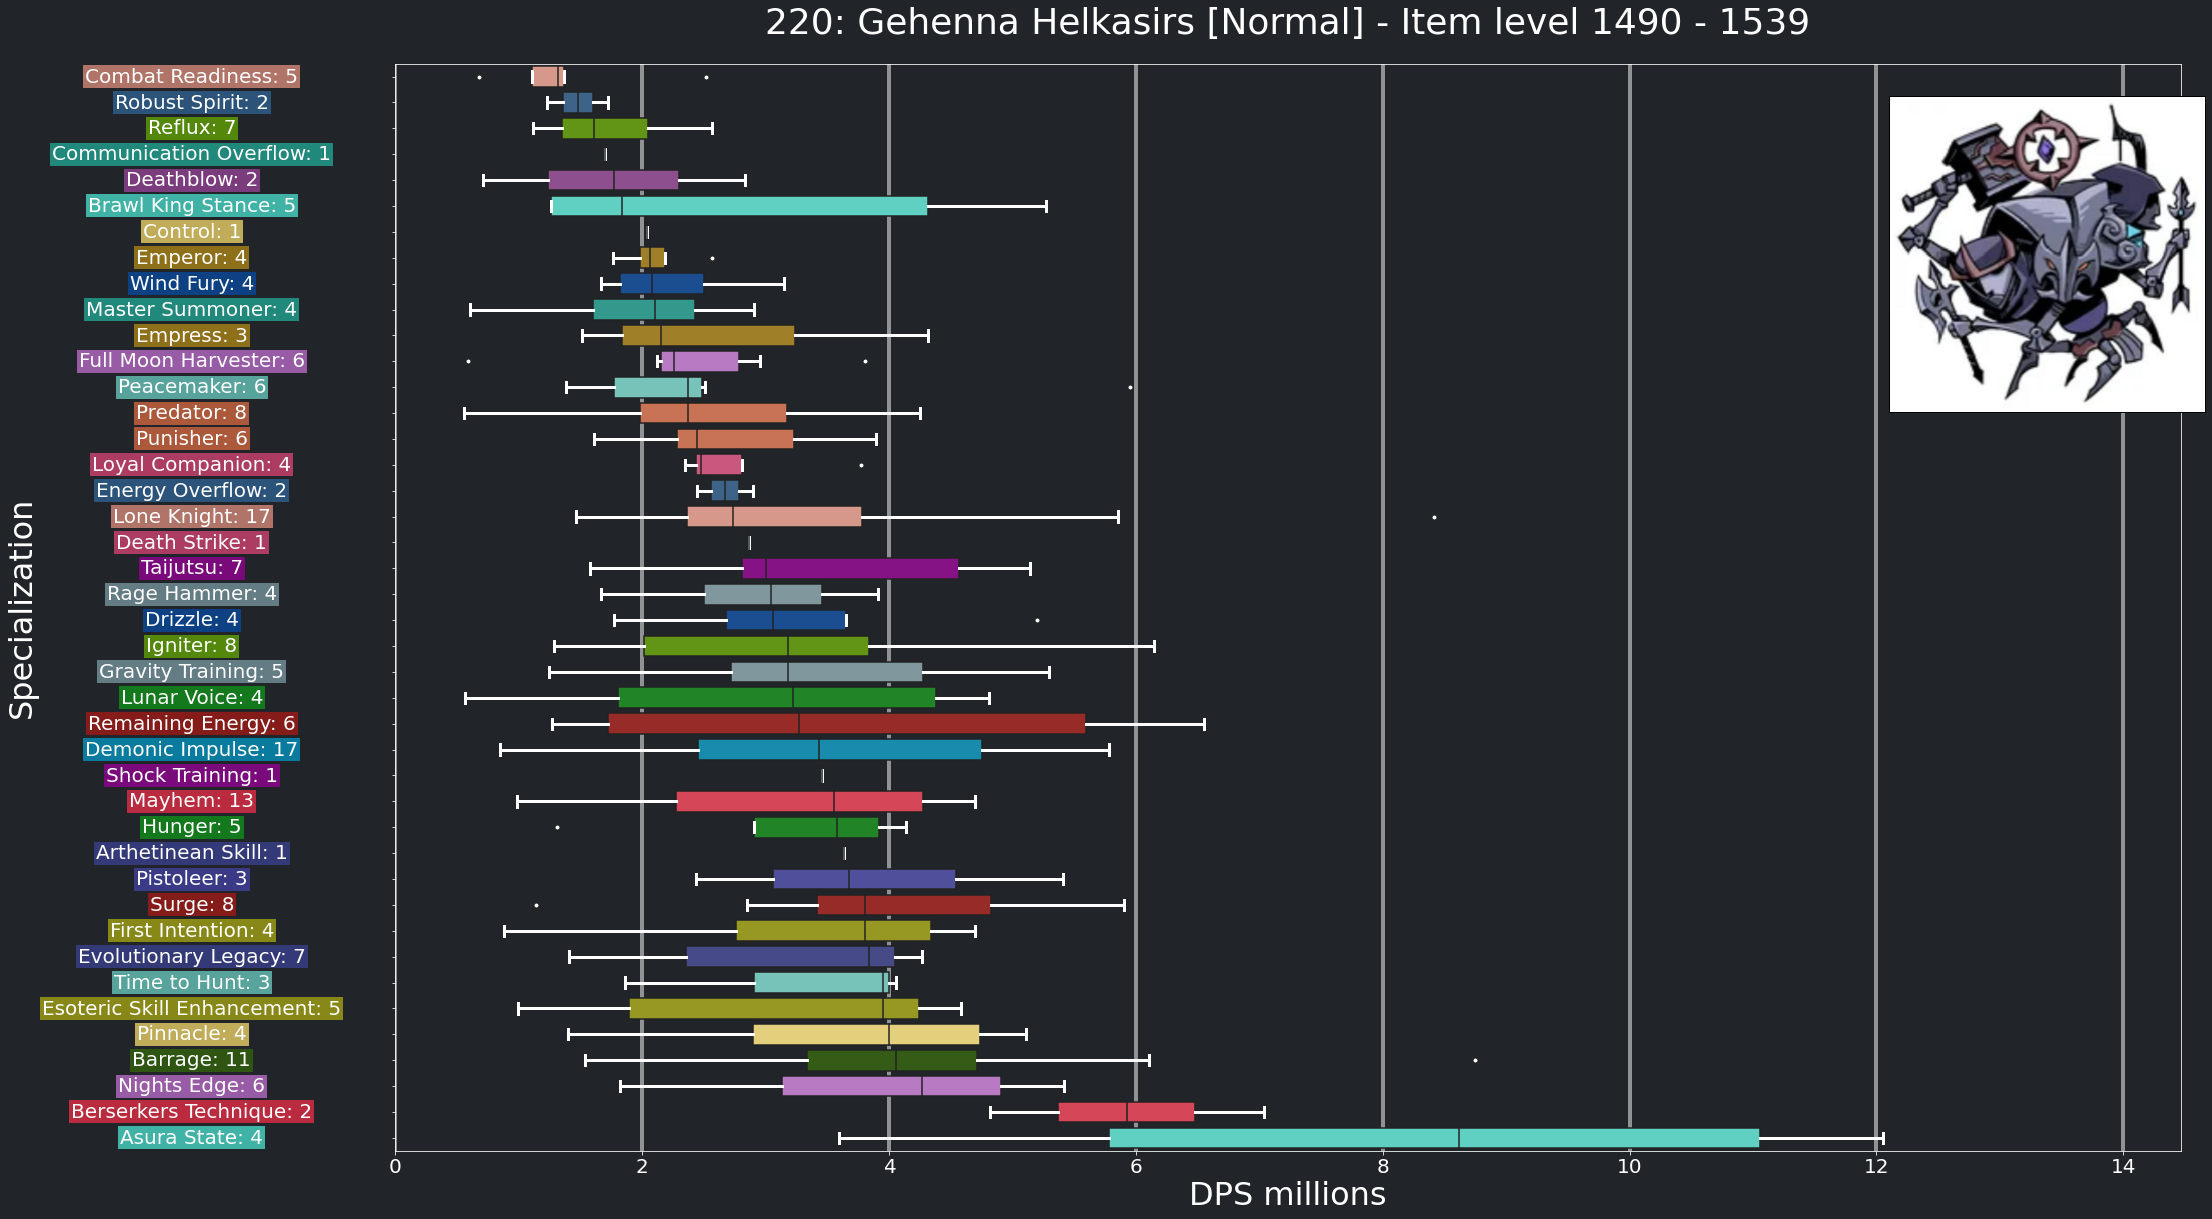 220: Gehenna Helkasirs [Normal] - Item level 1490 - 1539
Combat Readiness: 5
Robust Spirit: 2
Reflux: 7
Communication Overflow: 1
Deathblow: 2
Brawl King Stance: 5
Control: 1
Emperor: 4
Wind Fury: 4
Master Summoner: 4
Empress: 3
Full Moon Harvester: 6
Peacemaker: 6
Predator: 8
Punisher: 6
Loyal Companion: 4
Energy Overflow: 2
Lone Knight: 17
Death Strike: 1
Taijutsu: 7
Rage Hammer: 4
Drizzle: 4
Igniter: 8
Gravity Training: 5
Lunar Voice: 4
Remaining Energy: 6
Demonic Impulse: 17
Shock Training: 1
Mayhem: 13
Hunger: 5
Arthetinean Skill: 1
Pistoleer: 3
Surge: 8
First Intention: 4
Evolutionary Legacy: 7
Time to Hunt: 3
Esoteric Skill Enhancement: 5
Pinnacle: 4
Barrage: 11
Nights Edge: 6
Berserkers Technique: 2
Asura State: 4
Specialization
0 2 4 6 8 10 12 14
DPS millions